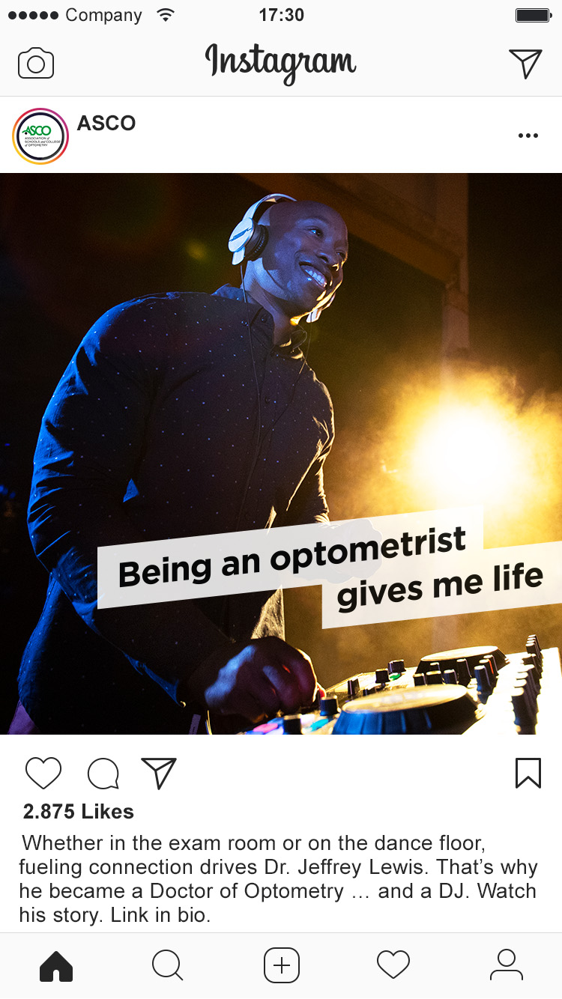 Company
17:30
Instagram
ASCO
ASCO
ASSOCIATION of
SCHOOLS and COLLEGES
of OPTOMETRY
Being an optometrist
gives me life
2.875 Likes
Whether in the exam room or on the dance floor,
fueling connection drives Dr. Jeffrey Lewis. That’s why
he became a Doctor of Optometry … and a DJ. Watch
his story. Link in bio.